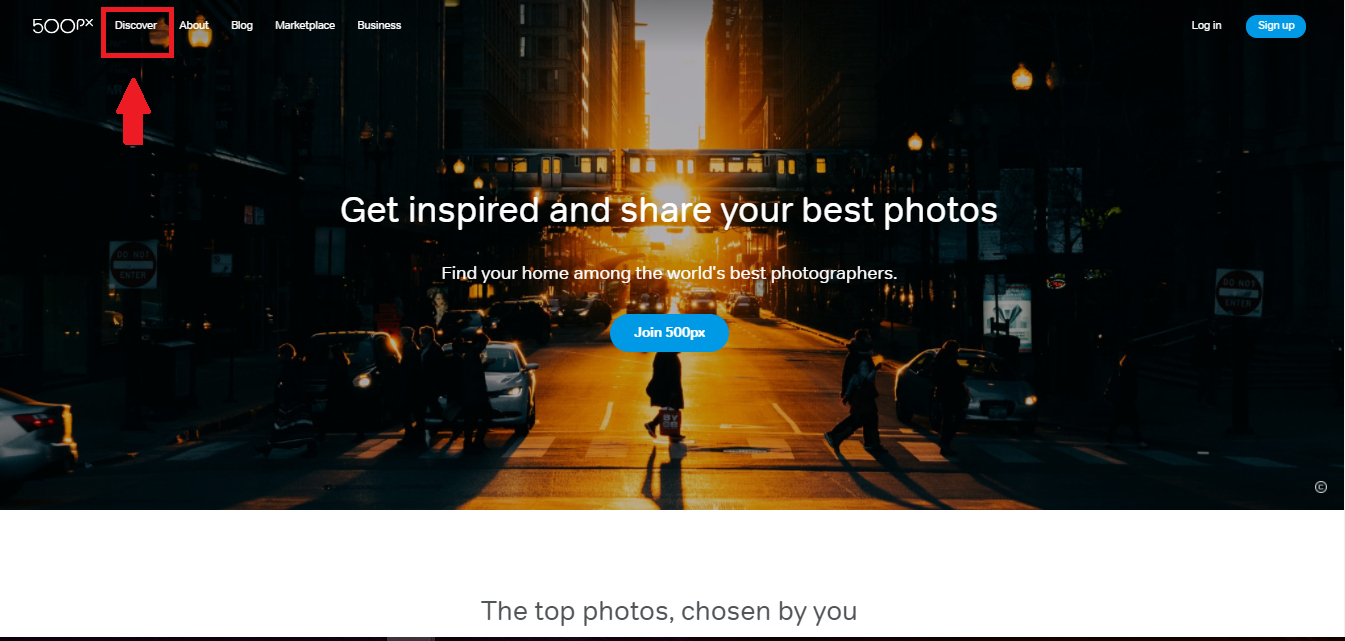 500px Discover About Blog Marketplace Business Log in Sign up
Get inspired and share your best photos
DO NOT
ENTER
DO NOT
ENTER
Find your home among the world's best photographers.
Join 500px
©
The top photos, chosen by you